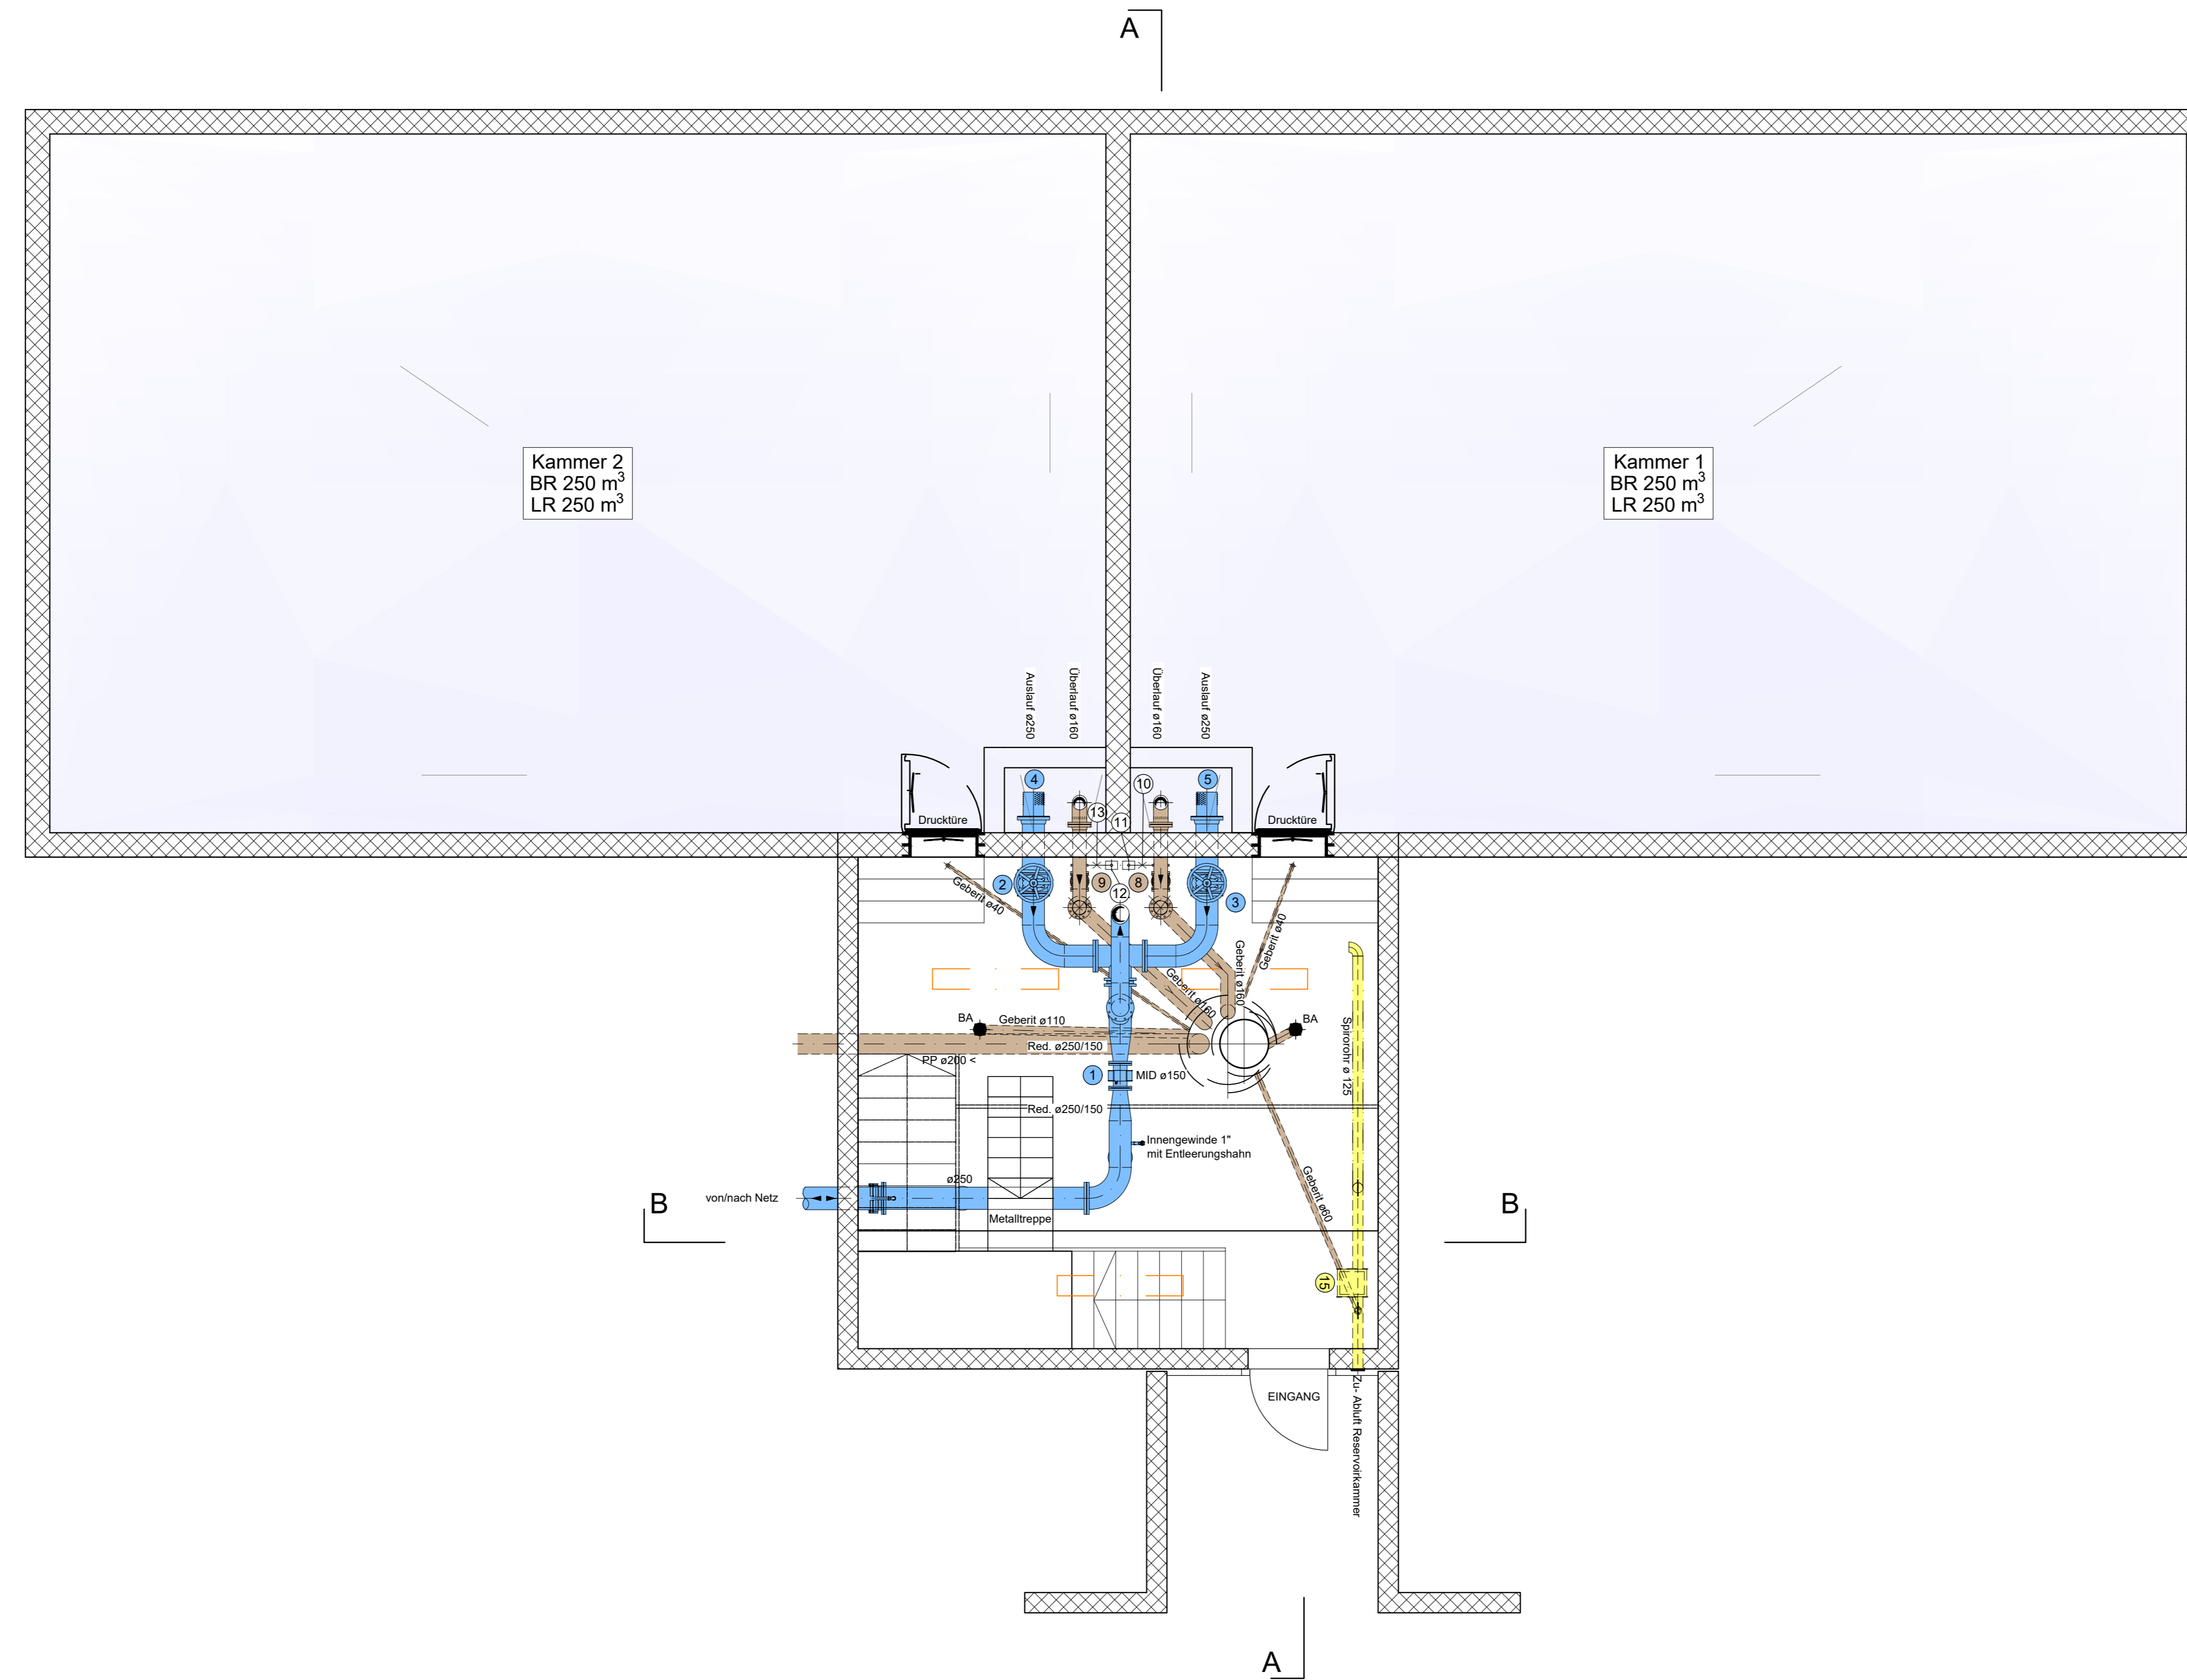 A
Kammer 2
BR 250 m³
LR 250 m³
Kammer 1
BR 250 m³
LR 250 m³
Auslauf ø250
Überlauf ø160
Überlauf ø160
Auslauf ø250
4
13
11
10
5
Drucktüre
Drucktüre
2
9
12
8
3
Geberit ø40
Geberit ø40
Geberit ø160
Geberit ø160
BA
Geberit ø110
BA
Red. ø250/150
PP ø200 <
1
MID ø150
Spirorohr ø 125
Red. ø250/150
Innengewinde 1"
mit Entleerungshahn
ø250
von/nach Netz
B
B
Metalltreppe
Geberit ø60
15
EINGANG
Zu- Abluft Reservoirkammer
A